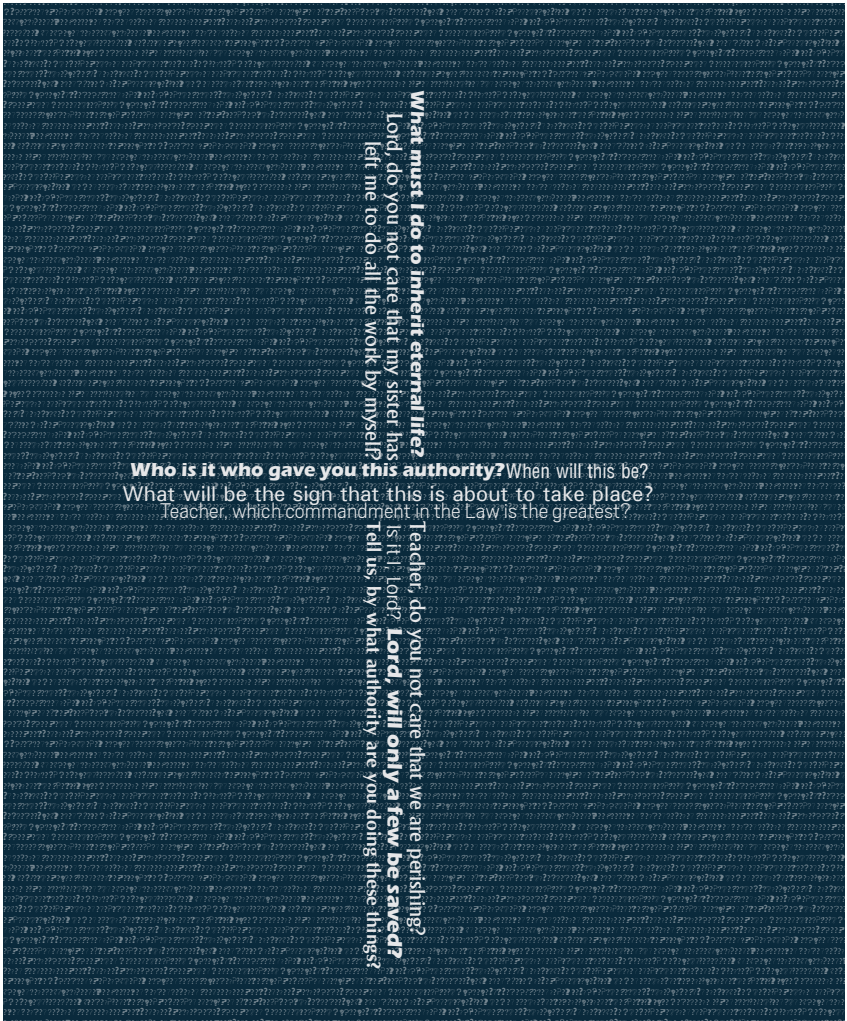 What must I do to inherit eternal life?
Lord, do you not care that my sister has
left me to do all the work by myself?
Who is it who gave you this authority? When will this be?
What will be the sign that this is about to take place?
Teacher, which commandment in the Law is the greatest?
Teacher, do you not care that we are perishing?
Is it I, Lord? Lord, will only a few be saved?
Tell us, by what authority are you doing these things?